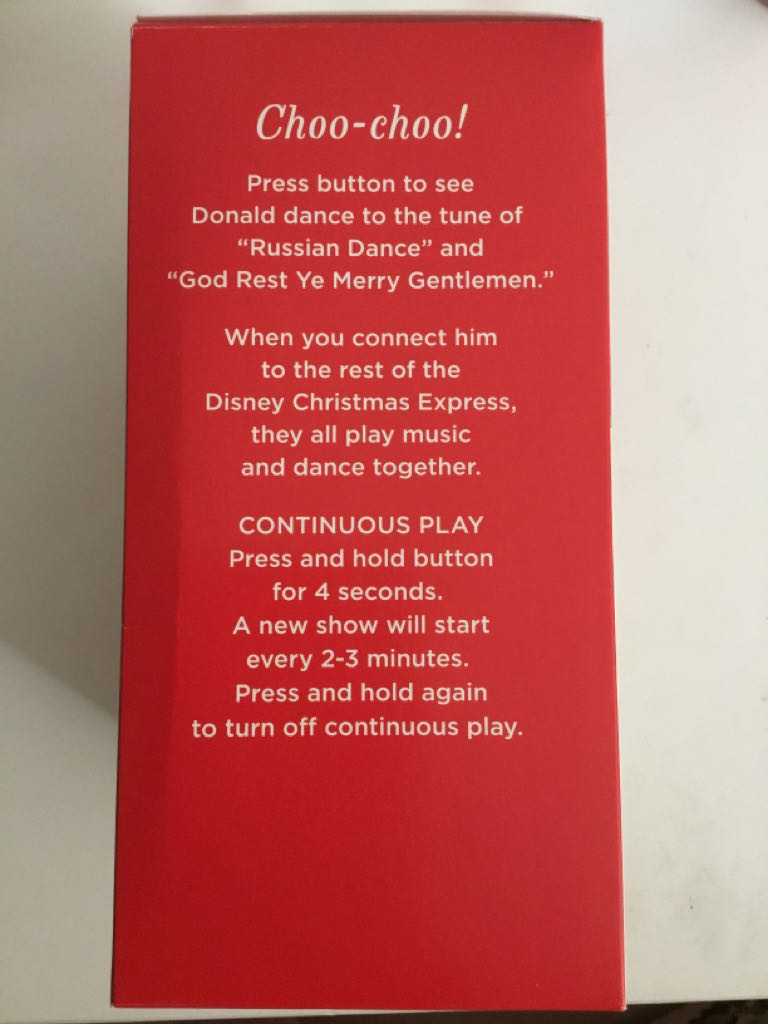 Choo-choo!
Press button to see
Donald dance to the tune of
“Russian Dance” and
“God Rest Ye Merry Gentlemen.”
When you connect him
to the rest of the
Disney Christmas Express,
they all play music
and dance together.
CONTINUOUS PLAY
Press and hold button
for 4 seconds.
A new show will start
every 2-3 minutes.
Press and hold again
to turn off continuous play.